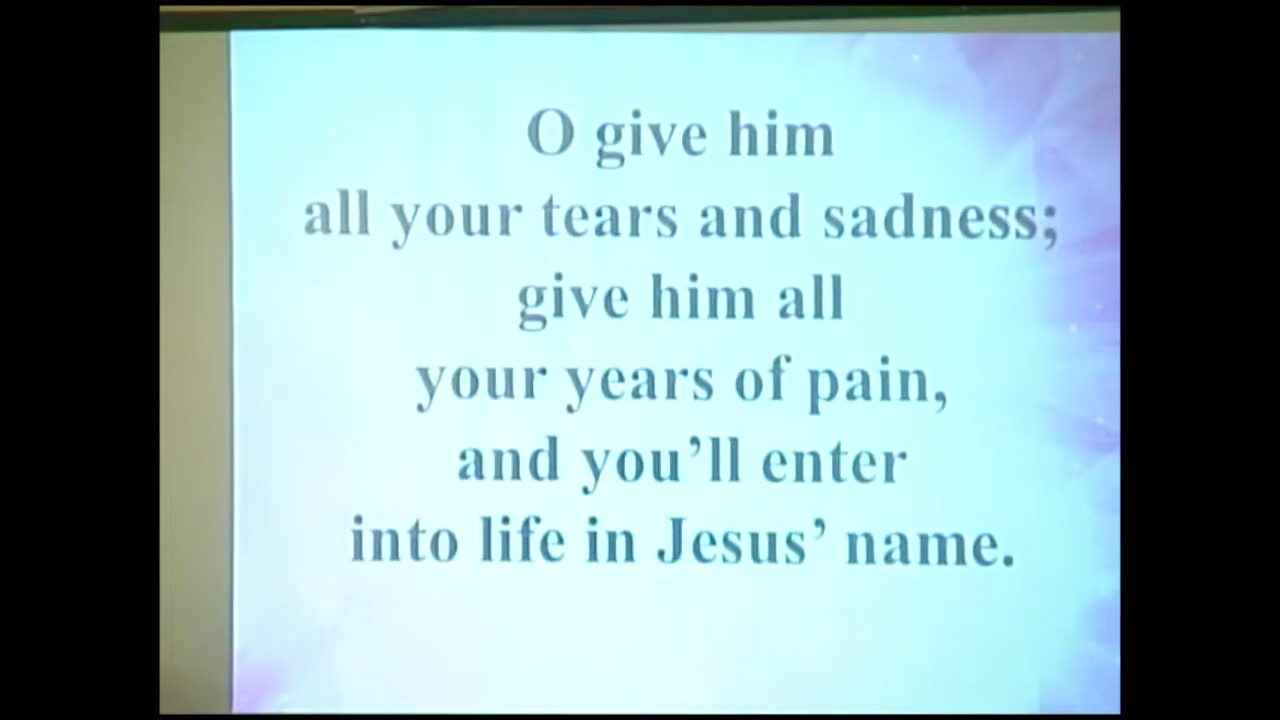 O give him
all your tears and sadness;
give him all
your years of pain,
and you’ll enter
into life in Jesus’ name.